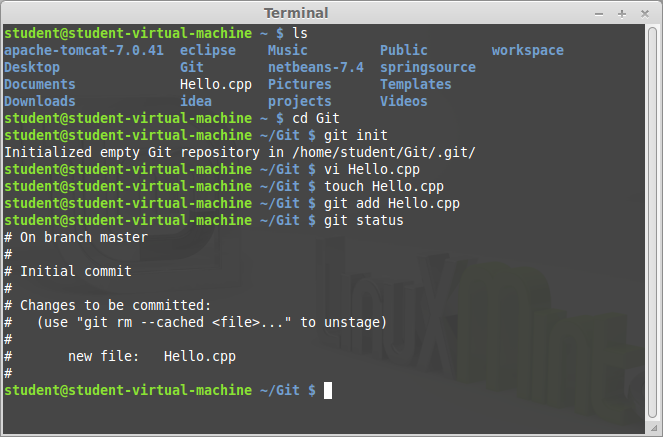 Terminal
student@student-virtual-machine ~ $ ls
apache-tomcat-7.0.41  eclipse   Music         Public        workspace
Desktop               Git       netbeans-7.4  springsource
Documents             Hello.cpp Pictures      Templates
Downloads             idea      projects      Videos
student@student-virtual-machine ~ $ cd Git
student@student-virtual-machine ~/Git $ git init
Initialized empty Git repository in /home/student/Git/.git/
student@student-virtual-machine ~/Git $ vi Hello.cpp
student@student-virtual-machine ~/Git $ touch Hello.cpp
student@student-virtual-machine ~/Git $ git add Hello.cpp
student@student-virtual-machine ~/Git $ git status
# On branch master
#
# Initial commit
#
# Changes to be committed:
#   (use "git rm --cached <file>..." to unstage)
#
#       new file:   Hello.cpp
#
student@student-virtual-machine ~/Git $
linuxMint